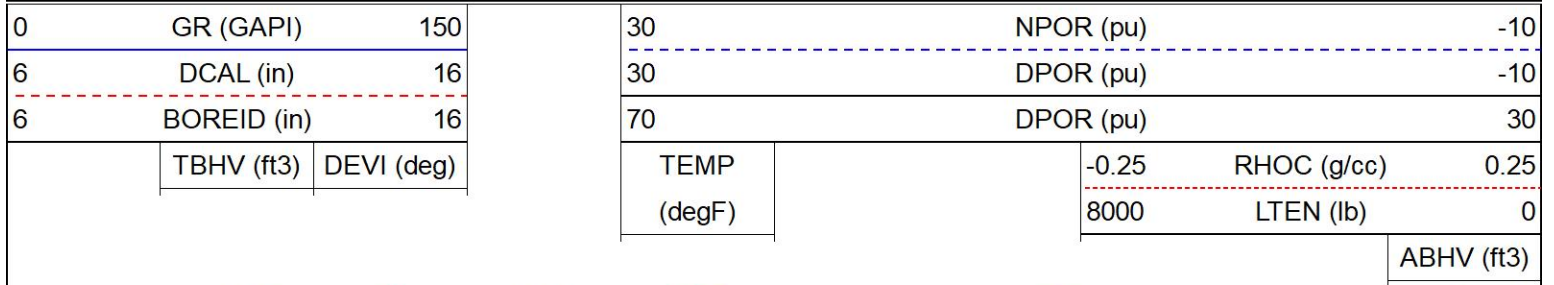 0 GR (GAPI) 150 30 NPOR (pu) -10
6 DCAL (in) 16 30 DPOR (pu) -10
6 BOREID (in) 16 70 DPOR (pu) 30
TBHV (ft3) DEVI (deg) TEMP -0.25 RHOC (g/cc) 0.25
(degF) 8000 LTEN (lb) 0
ABHV (ft3)